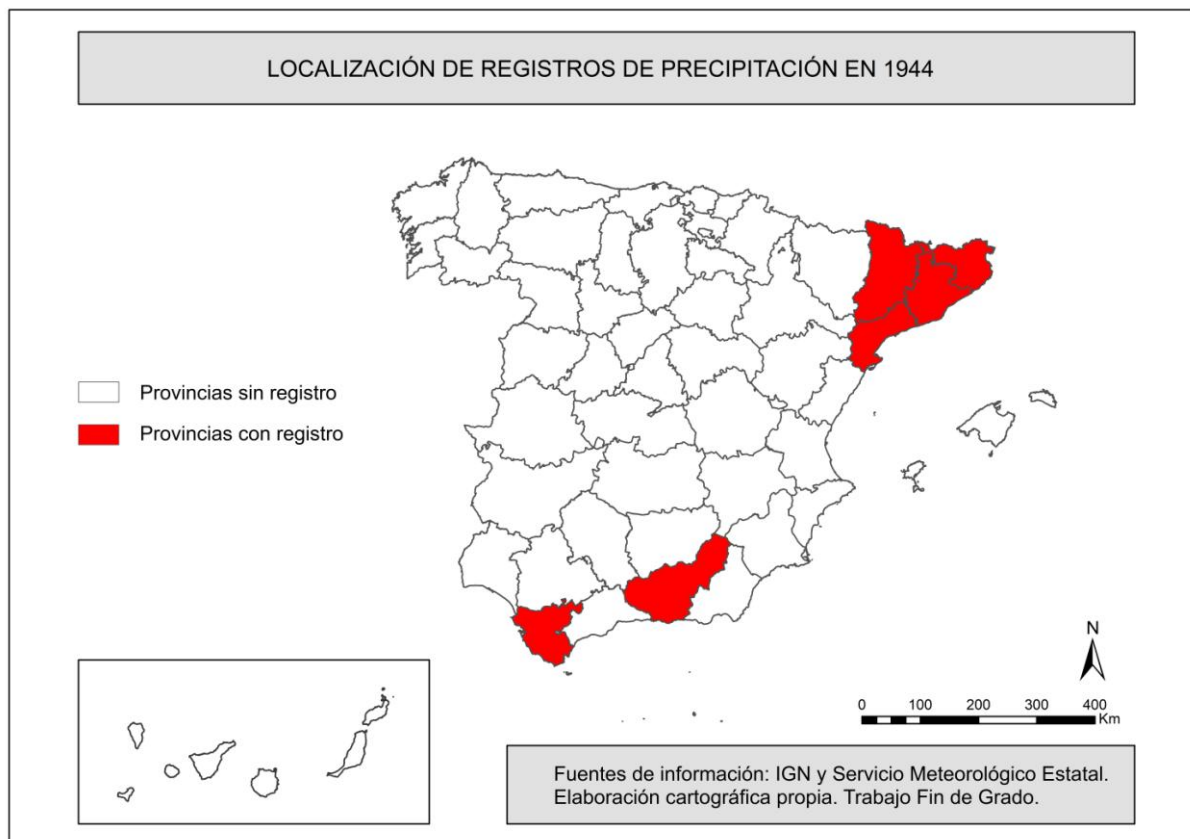 LOCALIZACIÓN DE REGISTROS DE PRECIPITACIÓN EN 1944
Provincias sin registro
Provincias con registro
N
0 100 200 300 400
Km
Fuentes de información: IGN y Servicio Meteorológico Estatal.
Elaboración cartográfica propia. Trabajo Fin de Grado.